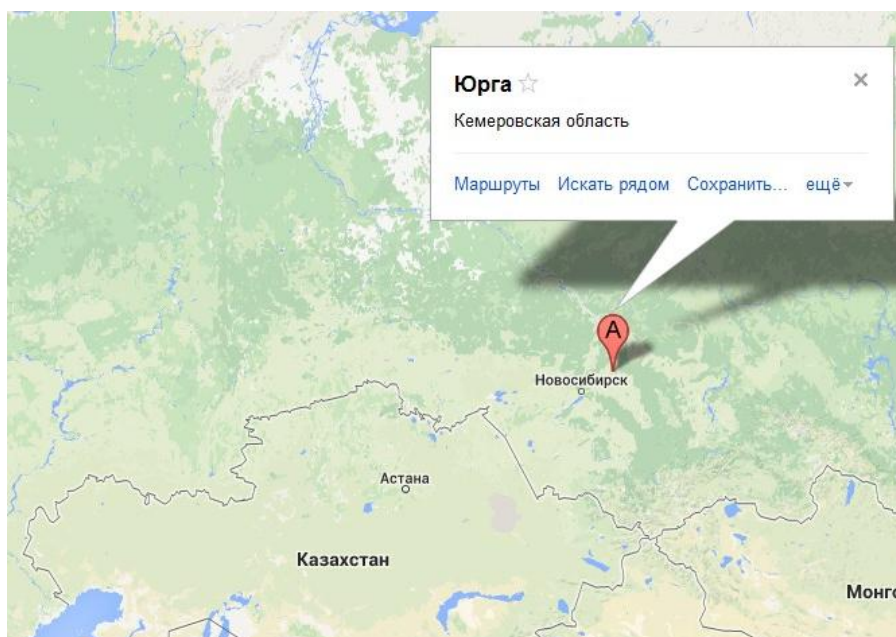 Юрга
Кемеровская область
Маршруты Искать рядом Сохранить... ещё
A
Новосибирск
Астана
Казахстан
Монго